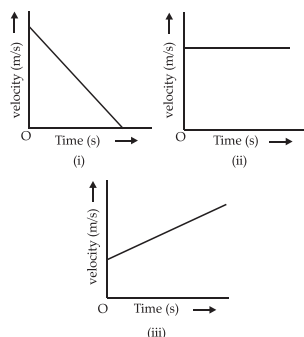 velocity (m/s)
O
Time (s)
(i)
velocity (m/s)
O
Time (s)
(ii)
velocity (m/s)
O
Time (s)
(iii)